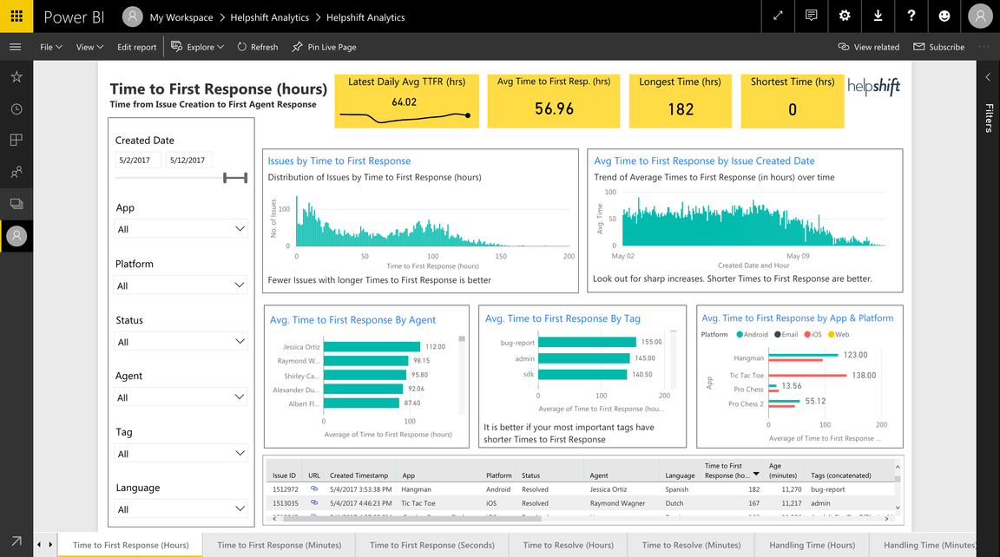 Power BI
My Workspace > Helpshift Analytics > Helpshift Analytics
File View Edit report Explore Refresh Pin Live Page View related Subscribe ...
Filters
Time to First Response (hours)
Time from Issue Creation to First Agent Response
Latest Daily Avg TTFR (hrs)
64.02
Avg Time to First Resp. (hrs)
56.96
Longest Time (hrs)
182
Shortest Time (hrs)
0
helpshift
Created Date
5/2/2017 5/12/2017
App
All
Platform
All
Status
All
Agent
All
Tag
All
Language
All
Issues by Time to First Response
Distribution of Issues by Time to First Response (hours)
No. of Issues
100
0
0 50 100 150 200
Time to First Response (hours)
Fewer Issues with longer Times to First Response is better
Avg Time to First Response by Issue Created Date
Trend of Average Times to First Response (in hours) over time
Avg. Time
100
50
0
May 02 May 09
Created Date and Hour
Look out for sharp increases. Shorter Times to First Response are better.
Avg. Time to First Response By Agent
Jessica Ortiz 112.00
Raymond W... 98.15
Shirley Ca... 95.80
Alexander Du... 92.06
Albert Fl... 87.60
0 100
Average of Time to First Response (hours)
Avg. Time to First Response By Tag
bug-report 155.00
admin 145.00
sdk 140.50
0 100 200
Average of Time to First Response (hou...
It is better if your most important tags have
shorter Times to First Response
Avg. Time to First Response by App & Platform
Platform Android Email iOS Web
App
Hangman 123.00
Tic Tac Toe 138.00
Pro Chess 13.56
Pro Chess 2 55.12
0 100 200
Average of Time to First Response ...
Issue ID URL Created Timestamp App Platform Status Agent Language Time to First Response (ho... Age (minutes) Tags (concatenated)
1512972 5/4/2017 3:53:38 PM Hangman Android Resolved Jessica Ortiz Spanish 182 11,270 bug-report
1513035 5/4/2017 4:46:23 PM Tic Tac Toe iOS Resolved Raymond Wagner Dutch 167 11,217 admin
Time to First Response (Hours) Time to First Response (Minutes) Time to First Response (Seconds) Time to Resolve (Hours) Time to Resolve (Minutes) Handling Time (Hours) Handling Time (Minutes)